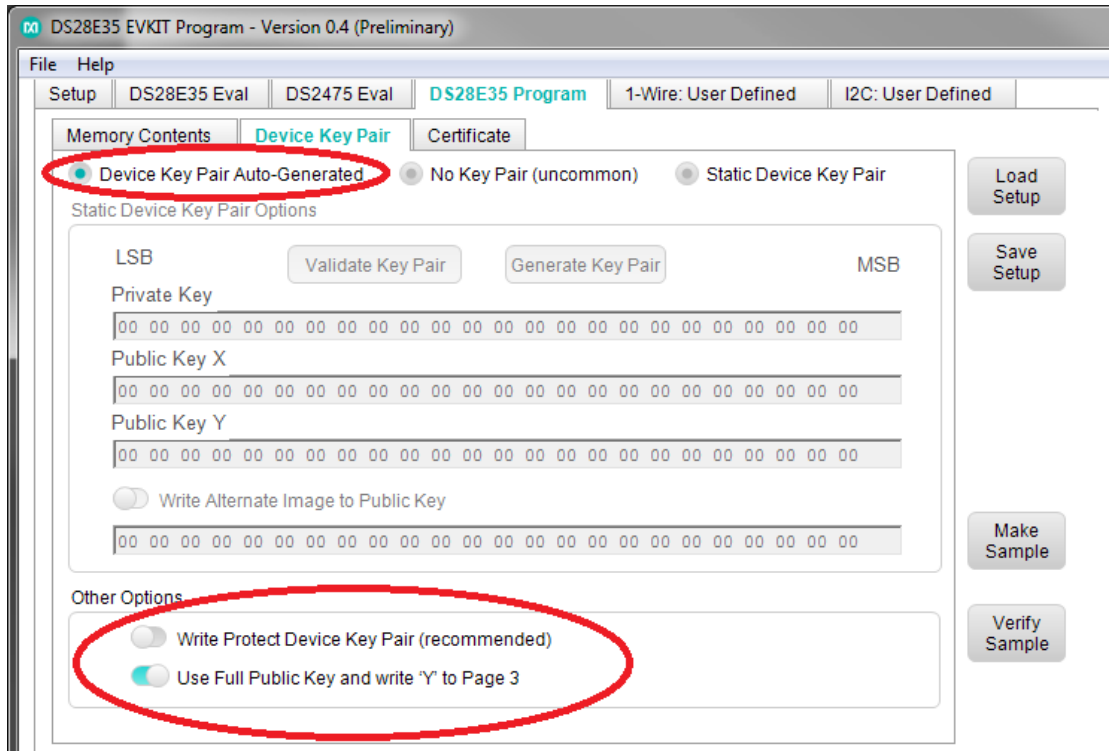 DS28E35 EVKIT Program - Version 0.4 (Preliminary)
File Help
Setup DS28E35 Eval DS2475 Eval DS28E35 Program 1-Wire: User Defined I2C: User Defined
Memory Contents Device Key Pair Certificate
Device Key Pair Auto-Generated No Key Pair (uncommon) Static Device Key Pair
Load
Setup
Static Device Key Pair Options
LSB Validate Key Pair Generate Key Pair MSB
Save
Setup
Private Key
00 00 00 00 00 00 00 00 00 00 00 00 00 00 00 00 00 00 00 00 00 00 00 00
Public Key X
00 00 00 00 00 00 00 00 00 00 00 00 00 00 00 00 00 00 00 00 00 00 00 00
Public Key Y
00 00 00 00 00 00 00 00 00 00 00 00 00 00 00 00 00 00 00 00 00 00 00 00
Write Alternate Image to Public Key
00 00 00 00 00 00 00 00 00 00 00 00 00 00 00 00 00 00 00 00 00 00 00 00
Make
Sample
Other Options
Write Protect Device Key Pair (recommended)
Use Full Public Key and write ‘Y’ to Page 3
Verify
Sample